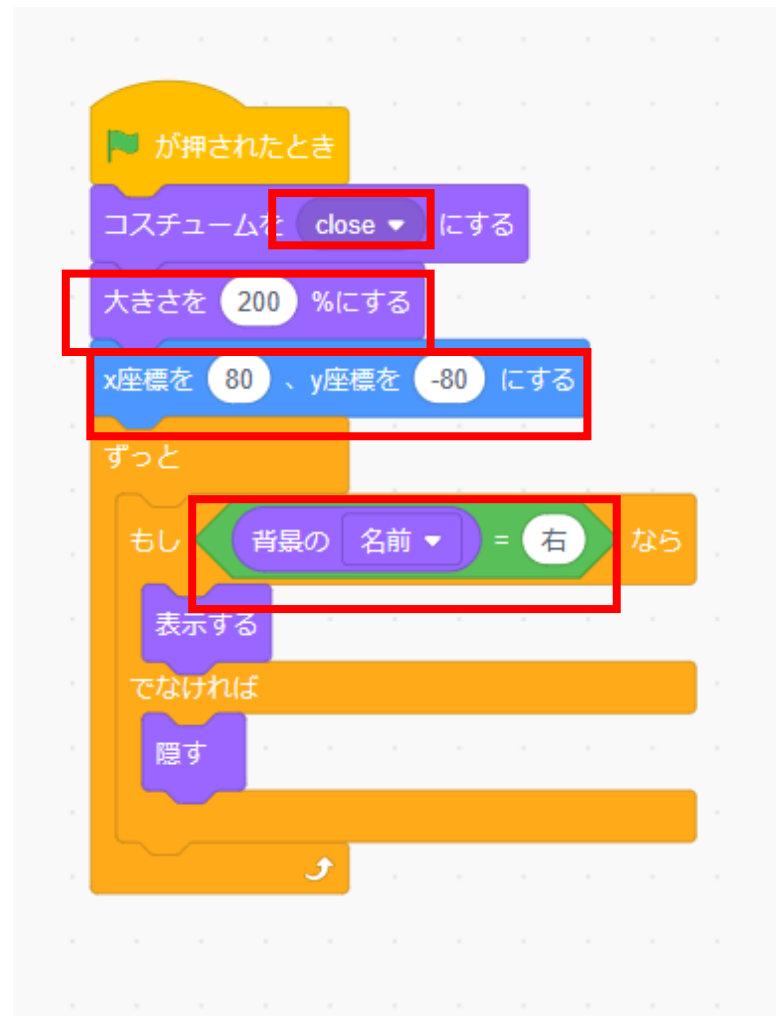 が押されたとき
コスチュームを close にする
大きさを 200 %にする
x座標を 80 、y座標を -80 にする
ずっと
もし 背景の 名前 = 右 なら
表示する
でなければ
隠す